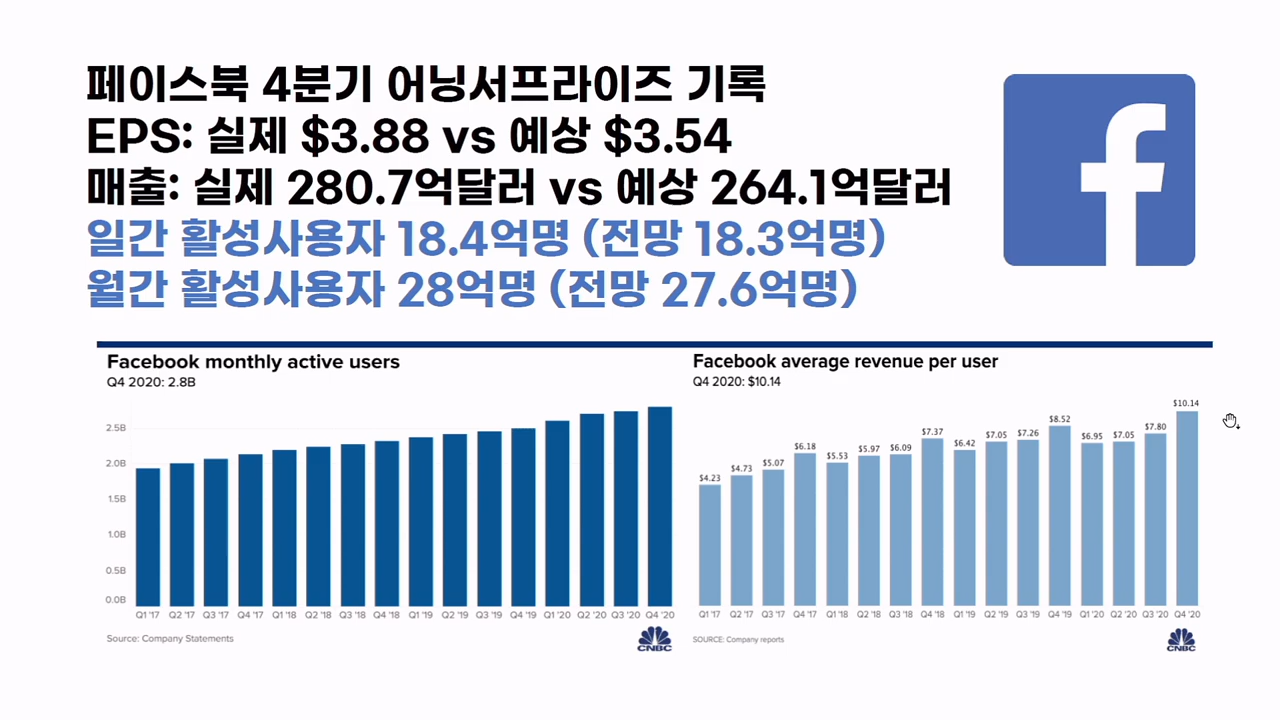 페이스북 4분기 어닝서프라이즈 기록
EPS: 실제 $3.88 vs 예상 $3.54
매출: 실제 280.7억달러 vs 예상 264.1억달러
일간 활성사용자 18.4억명 (전망 18.3억명)
월간 활성사용자 28억명 (전망 27.6억명)
Facebook monthly active users
Q4 2020: 2.8B
2.5B
2.0B
1.5B
1.0B
0.5B
0.0B
Q1 '17 Q2 '17 Q3 '17 Q4 '17 Q1 '18 Q2 '18 Q3 '18 Q4 '18 Q1 '19 Q2 '19 Q3 '19 Q4 '19 Q1 '20 Q2 '20 Q3 '20 Q4 '20
Source: Company Statements
CNBC
Facebook average revenue per user
Q4 2020: $10.14
$4.23 $4.73 $5.07 $6.18 $5.53 $5.97 $6.09 $7.37 $6.42 $7.05 $7.26 $8.52 $6.95 $7.05 $7.80 $10.14
Q1 '17 Q2 '17 Q3 '17 Q4 '17 Q1 '18 Q2 '18 Q3 '18 Q4 '18 Q1 '19 Q2 '19 Q3 '19 Q4 '19 Q1 '20 Q2 '20 Q3 '20 Q4 '20
SOURCE: Company reports
CNBC